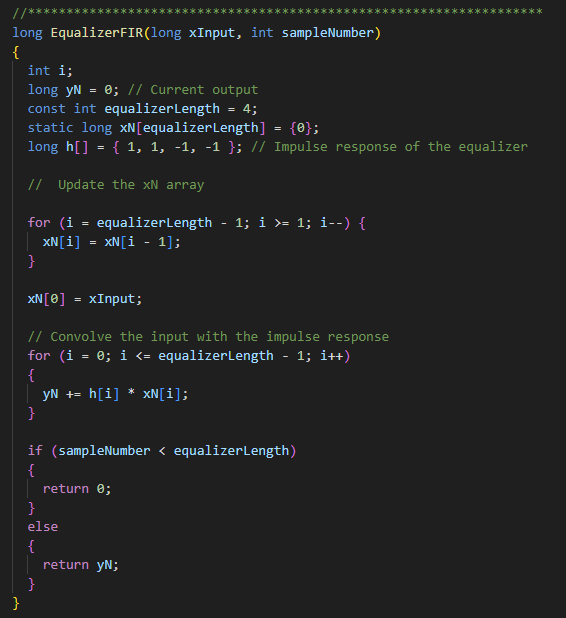 //*******************************************************************
long EqualizerFIR(long xInput, int sampleNumber)
{
  int i;
  long yN = 0; // Current output
  const int equalizerLength = 4;
  static long xN[equalizerLength] = {0};
  long h[] = { 1, 1, -1, -1 }; // Impulse response of the equalizer

  //  Update the xN array

  for (i = equalizerLength - 1; i >= 1; i--) {
    xN[i] = xN[i - 1];
  }

  xN[0] = xInput;

  // Convolve the input with the impulse response
  for (i = 0; i <= equalizerLength - 1; i++)
  {
    yN += h[i] * xN[i];
  }

  if (sampleNumber < equalizerLength)
  {
    return 0;
  }
  else
  {
    return yN;
  }
}